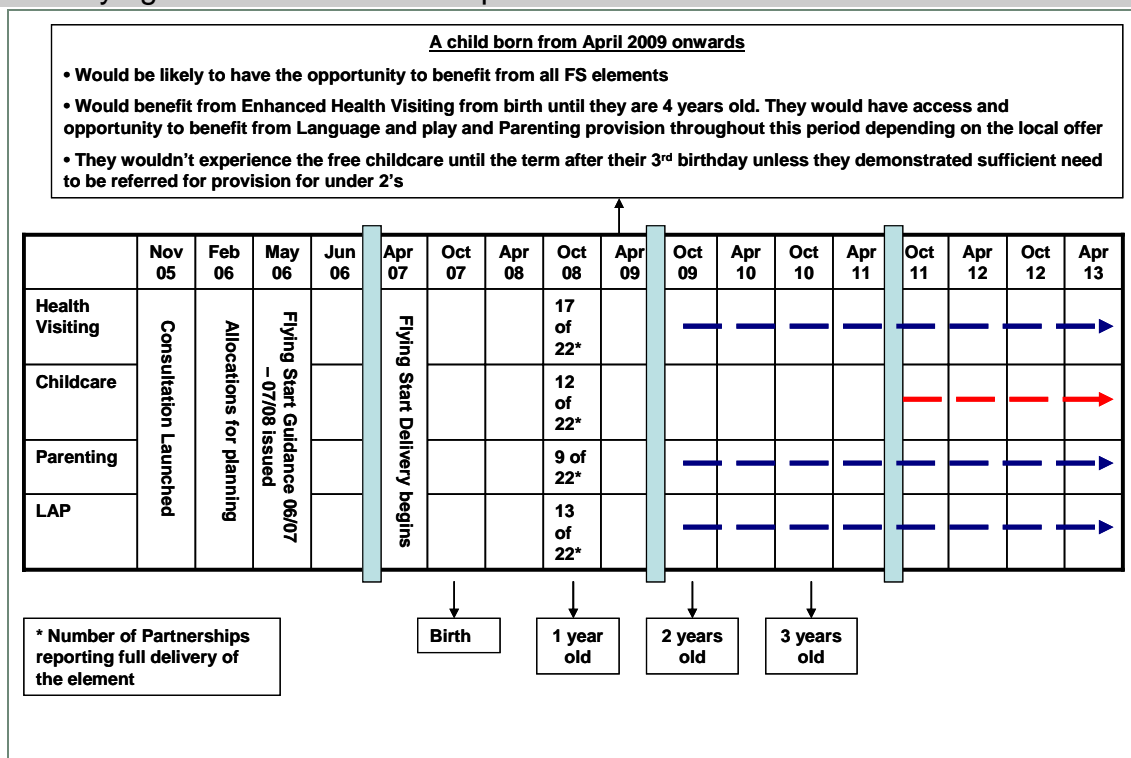 A child born from April 2009 onwards
• Would be likely to have the opportunity to benefit from all FS elements
• Would benefit from Enhanced Health Visiting from birth until they are 4 years old. They would have access and
opportunity to benefit from Language and play and Parenting provision throughout this period depending on the local offer
• They wouldn't experience the free childcare until the term after their 3rd birthday unless they demonstrated sufficient need
to be referred for provision for under 2's
Nov 05
Feb 06
May 06
Jun 06
Apr 07
Oct 07
Apr 08
Oct 08
Apr 09
Oct 09
Apr 10
Oct 10
Apr 11
Oct 11
Apr 12
Oct 12
Apr 13
Health
Visiting
Consultation Launched
Allocations for planning
Flying Start Guidance 06/07
– 07/08 issued
Flying Start Delivery begins
17
of
22*
Childcare
12
of
22*
Parenting
9 of
22*
LAP
13
of
22*
Birth
1 year
old
2 years
old
3 years
old
* Number of Partnerships
reporting full delivery of
the element